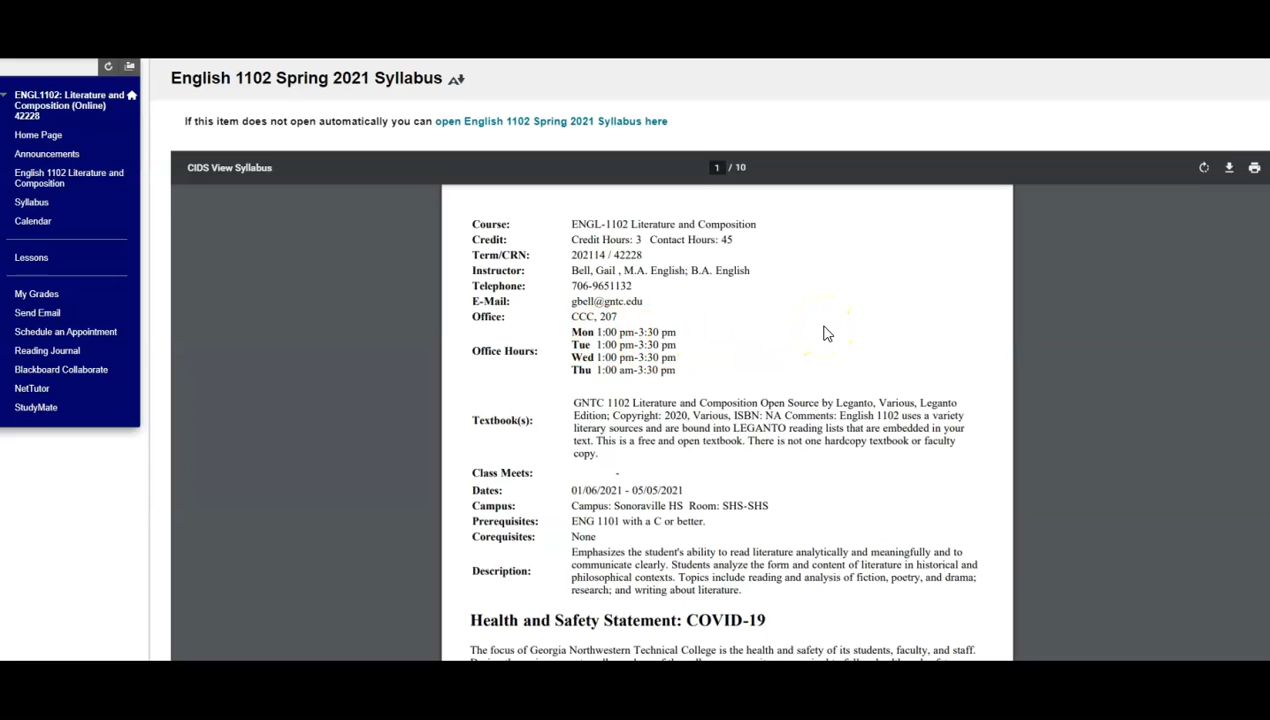 English 1102 Spring 2021 Syllabus
ENGL1102: Literature and
Composition (Online)
42228
Home Page
Announcements
English 1102 Literature and
Composition
Syllabus
Calendar
Lessons
My Grades
Send Email
Schedule an Appointment
Reading Journal
Blackboard Collaborate
NetTutor
StudyMate
If this item does not open automatically you can open English 1102 Spring 2021 Syllabus here
CIDS View Syllabus 1 / 10
Course: ENGL-1102 Literature and Composition
Credit: Credit Hours: 3 Contact Hours: 45
Term/CRN: 202114 / 42228
Instructor: Bell, Gail , M.A. English; B.A. English
Telephone: 706-9651132
E-Mail: gbell@gntc.edu
Office: CCC, 207
Office Hours: Mon 1:00 pm-3:30 pm
Tue 1:00 pm-3:30 pm
Wed 1:00 pm-3:30 pm
Thu 1:00 am-3:30 pm
Textbook(s): GNTC 1102 Literature and Composition Open Source by Leganto, Various, Leganto
Edition; Copyright: 2020, Various, ISBN: NA Comments: English 1102 uses a variety
literary sources and are bound into LEGANTO reading lists that are embedded in your
text. This is a free and open textbook. There is not one hardcopy textbook or faculty
copy.
Class Meets: -
Dates: 01/06/2021 - 05/05/2021
Campus: Campus: Sonoraville HS Room: SHS-SHS
Prerequisites: ENG 1101 with a C or better.
Corequisites: None
Description: Emphasizes the student's ability to read literature analytically and meaningfully and to
communicate clearly. Students analyze the form and content of literature in historical and
philosophical contexts. Topics include reading and analysis of fiction, poetry, and drama;
research; and writing about literature.
Health and Safety Statement: COVID-19
The focus of Georgia Northwestern Technical College is the health and safety of its students, faculty, and staff.